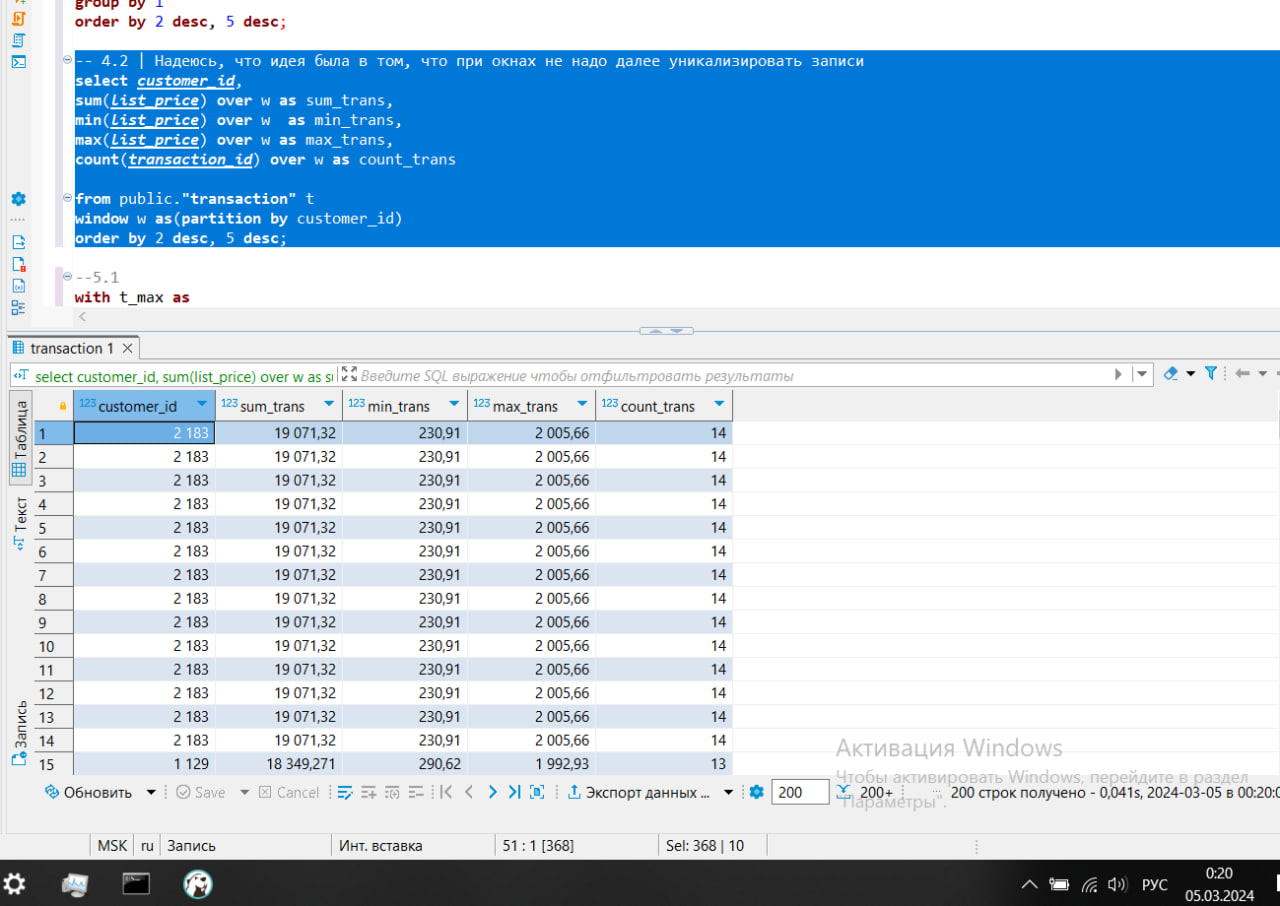 group by 1
order by 2 desc, 5 desc;
-- 4.2 | Надеюсь, что идея была в том, что при окнах не надо далее уникализировать записи
select customer_id,
sum(list_price) over w as sum_trans,
min(list_price) over w  as min_trans,
max(list_price) over w as max_trans,
count(transaction_id) over w as count_trans
from public."transaction" t
window w as(partition by customer_id)
order by 2 desc, 5 desc;
--5.1
with t_max as
transaction 1
select customer_id, sum(list_price) over w as su
Введите SQL выражение чтобы отфильтровать результаты
Таблица
Текст
Запись
123 customer_id 123 sum_trans 123 min_trans 123 max_trans 123 count_trans
1 2 183 19 071,32 230,91 2 005,66 14
2 2 183 19 071,32 230,91 2 005,66 14
3 2 183 19 071,32 230,91 2 005,66 14
4 2 183 19 071,32 230,91 2 005,66 14
5 2 183 19 071,32 230,91 2 005,66 14
6 2 183 19 071,32 230,91 2 005,66 14
7 2 183 19 071,32 230,91 2 005,66 14
8 2 183 19 071,32 230,91 2 005,66 14
9 2 183 19 071,32 230,91 2 005,66 14
10 2 183 19 071,32 230,91 2 005,66 14
11 2 183 19 071,32 230,91 2 005,66 14
12 2 183 19 071,32 230,91 2 005,66 14
13 2 183 19 071,32 230,91 2 005,66 14
14 2 183 19 071,32 230,91 2 005,66 14
15 1 129 18 349,271 290,62 1 992,93 13
Активация Windows
Чтобы активировать Windows, перейдите в раздел
"Параметры".
Обновить Save Cancel Экспорт данных ... 200 200+ 200 строк получено - 0,041s, 2024-03-05 в 00:20:0
MSK ru Запись Инт. вставка 51 : 1 [368] Sel: 368 | 10
РУС
0:20
05.03.2024